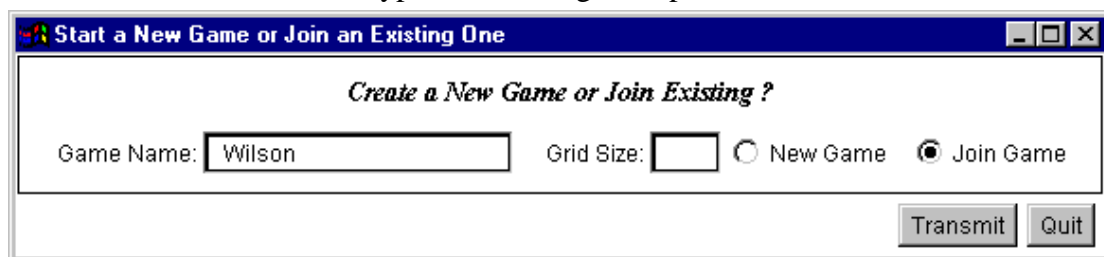 Start a New Game or Join an Existing One
Create a New Game or Join Existing ?
Game Name: Wilson Grid Size: New Game Join Game
Transmit Quit